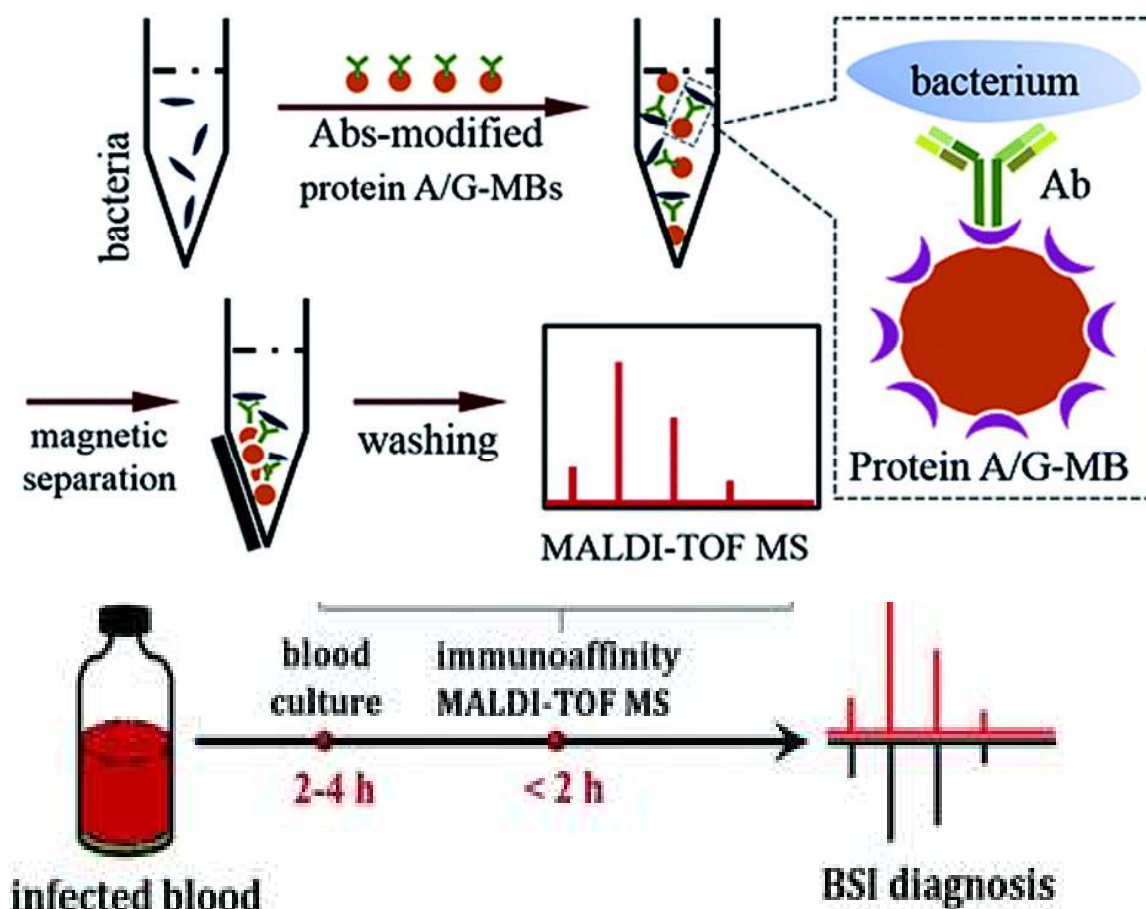 bacteria
Abs-modified
protein A/G-MBs
bacterium
Ab
Protein A/G-MB
magnetic
separation
washing
MALDI-TOF MS
blood
culture
immunoaffinity
MALDI-TOF MS
2-4 h
< 2 h
infected blood
BSI diagnosis